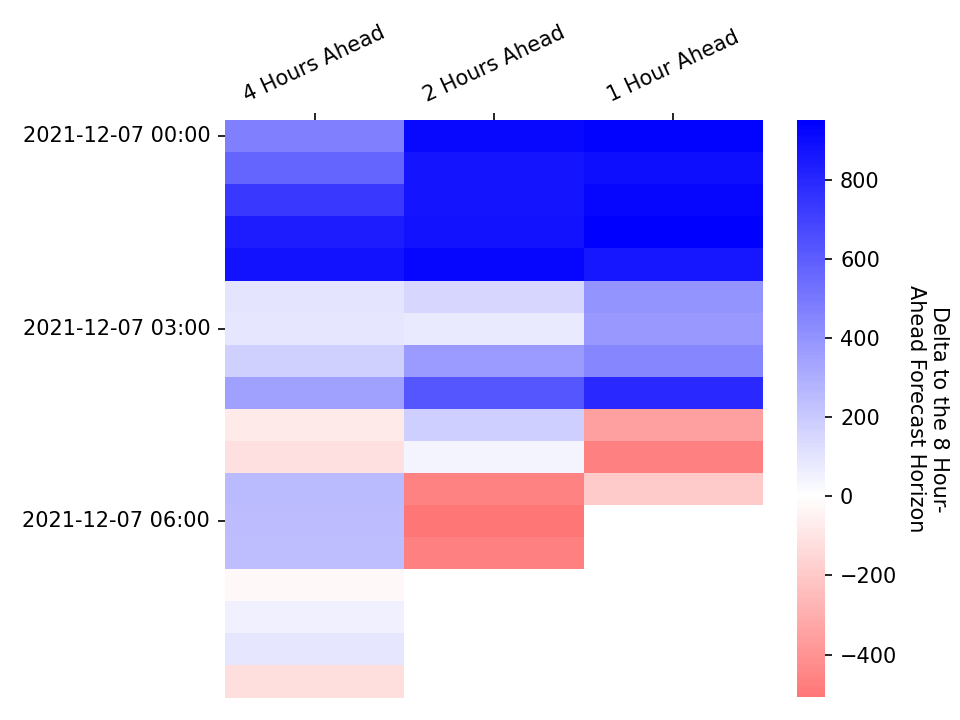 4 Hours Ahead
2 Hours Ahead
1 Hour Ahead
2021-12-07 00:00
2021-12-07 03:00
2021-12-07 06:00
800
600
400
200
0
−200
−400
Delta to the 8 Hour-
Ahead Forecast Horizon